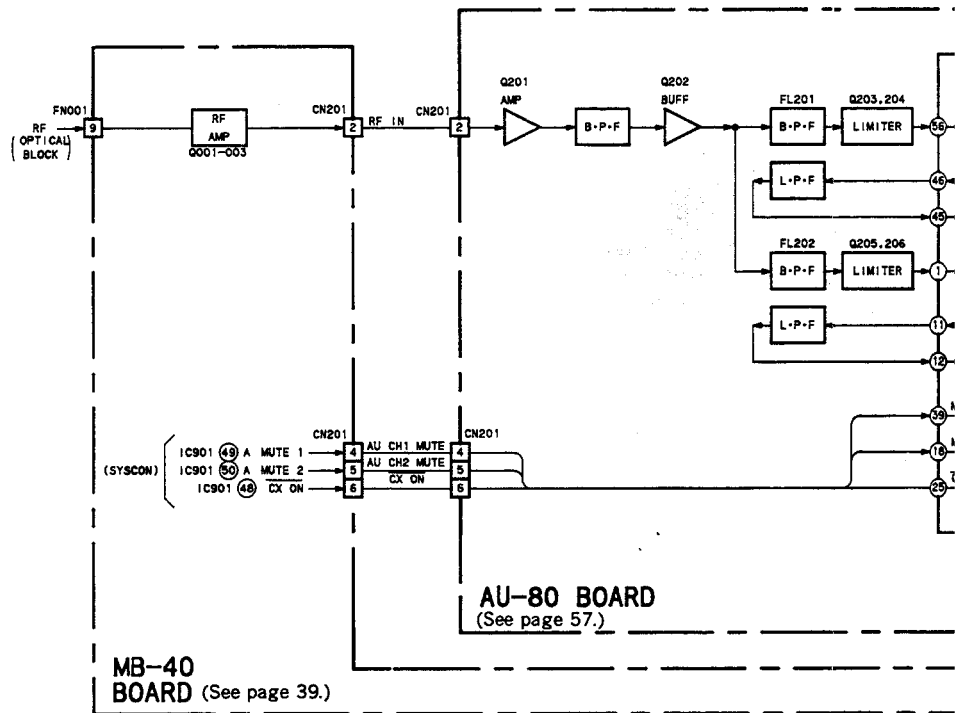 Q201
AMP
Q202
BUFF
FL201
Q203.204
FN001
9
RF
(OPTICAL
BLOCK)
RF
AMP
Q001-003
CN201
2
RF IN
CN201
2
B·P·F
B·P·F
LIMITER
56
L·P·F
46
45
FL202
Q205.206
B·P·F
LIMITER
1
L·P·F
11
12
39
18
25
CN201
CN201
(SYSCON)
IC901 49 A MUTE 1
4
AU CH1 MUTE
4
IC901 50 A MUTE 2
5
AU CH2 MUTE
5
IC901 48 CX ON
6
CX ON
6
AU-80 BOARD
(See page 57.)
MB-40
BOARD (See page 39.)